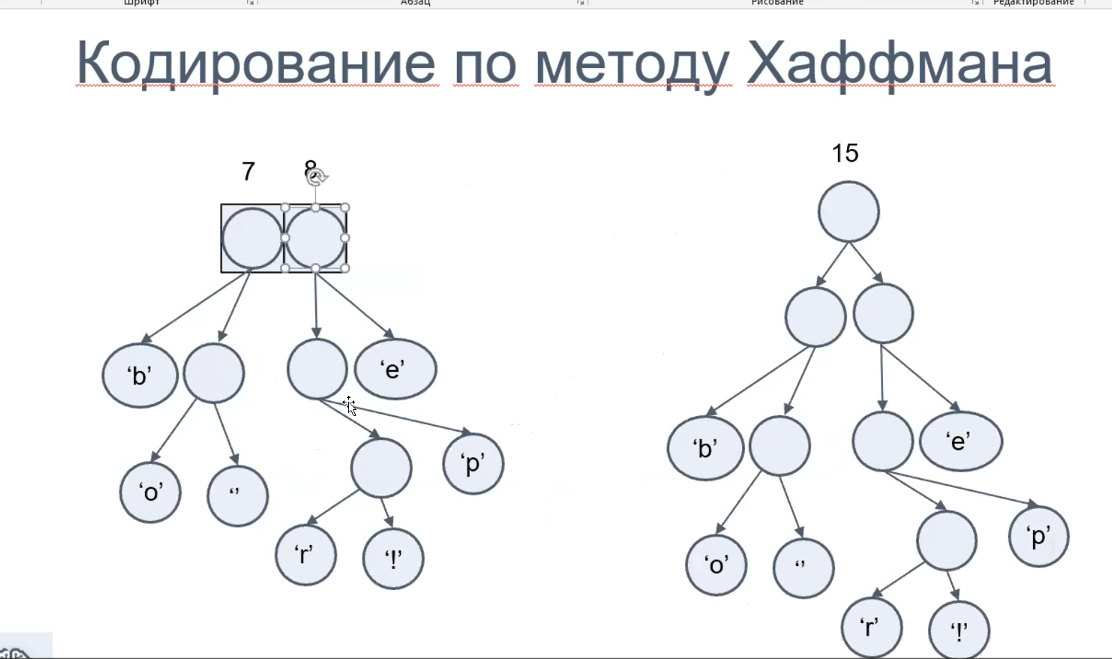 Шрифт Абзац Рисование Редактирование
Кодирование по методу Хаффмана
7 8 15
‘b’ ‘e’
‘b’ ‘e’
‘o’ ‘’ ‘p’
‘o’ ‘’ ‘p’
‘r’ ‘!’
‘r’ ‘!’